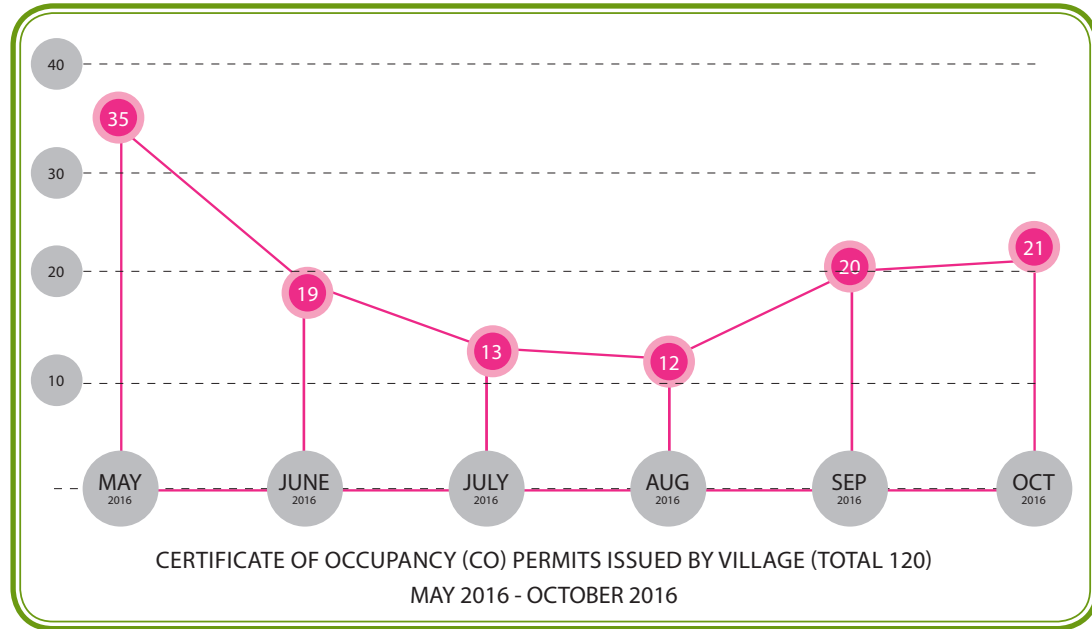 40
35
30
20
19
13
12
20
21
10
MAY
2016
JUNE
2016
JULY
2016
AUG
2016
SEP
2016
OCT
2016
CERTIFICATE OF OCCUPANCY (CO) PERMITS ISSUED BY VILLAGE (TOTAL 120)
MAY 2016 - OCTOBER 2016